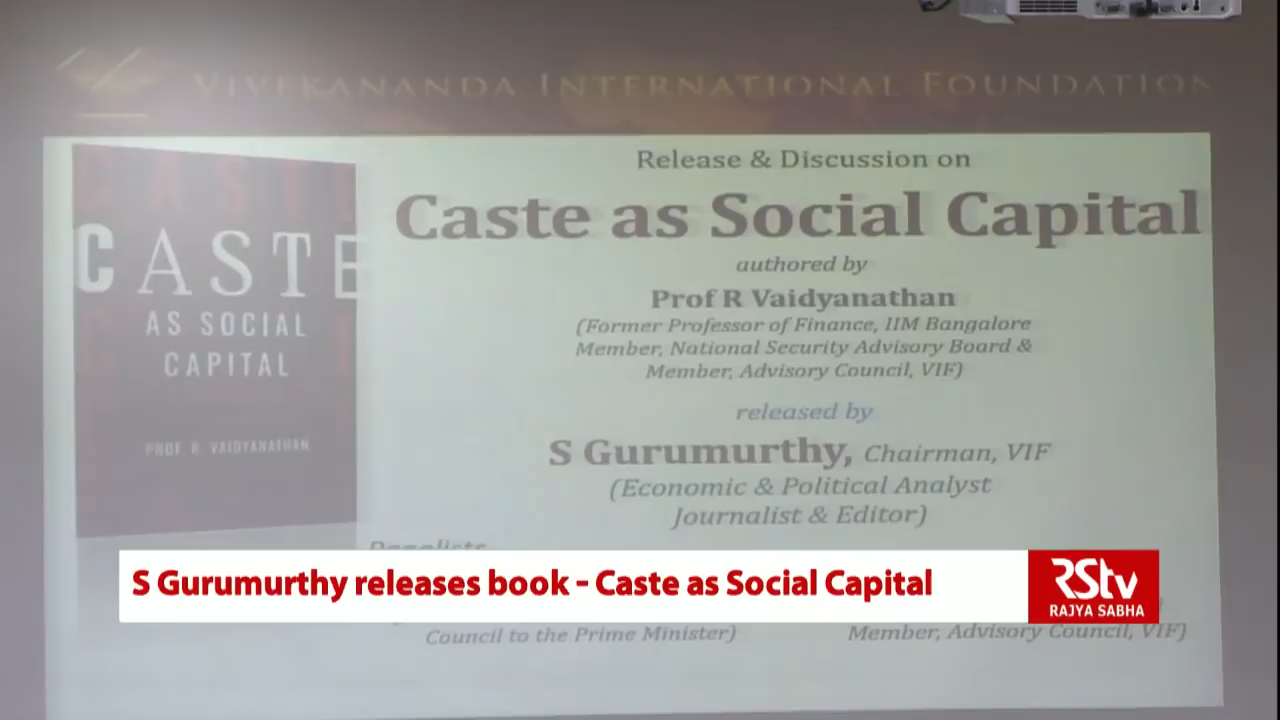 VIVEKANANDA INTERNATIONAL FOUNDATION
Release & Discussion on
Caste as Social Capital
authored by
Prof R Vaidyanathan
(Former Professor of Finance, IIM Bangalore
Member, National Security Advisory Board &
Member, Advisory Council, VIF)
released by
S Gurumurthy, Chairman, VIF
(Economic & Political Analyst
Journalist & Editor)
Panelists
CASTE
AS SOCIAL
CAPITAL
PROF. R. VAIDYANATHAN
S Gurumurthy releases book - Caste as Social Capital
RStv
RAJYA SABHA
Council to the Prime Minister)
Member, Advisory Council, VIF)